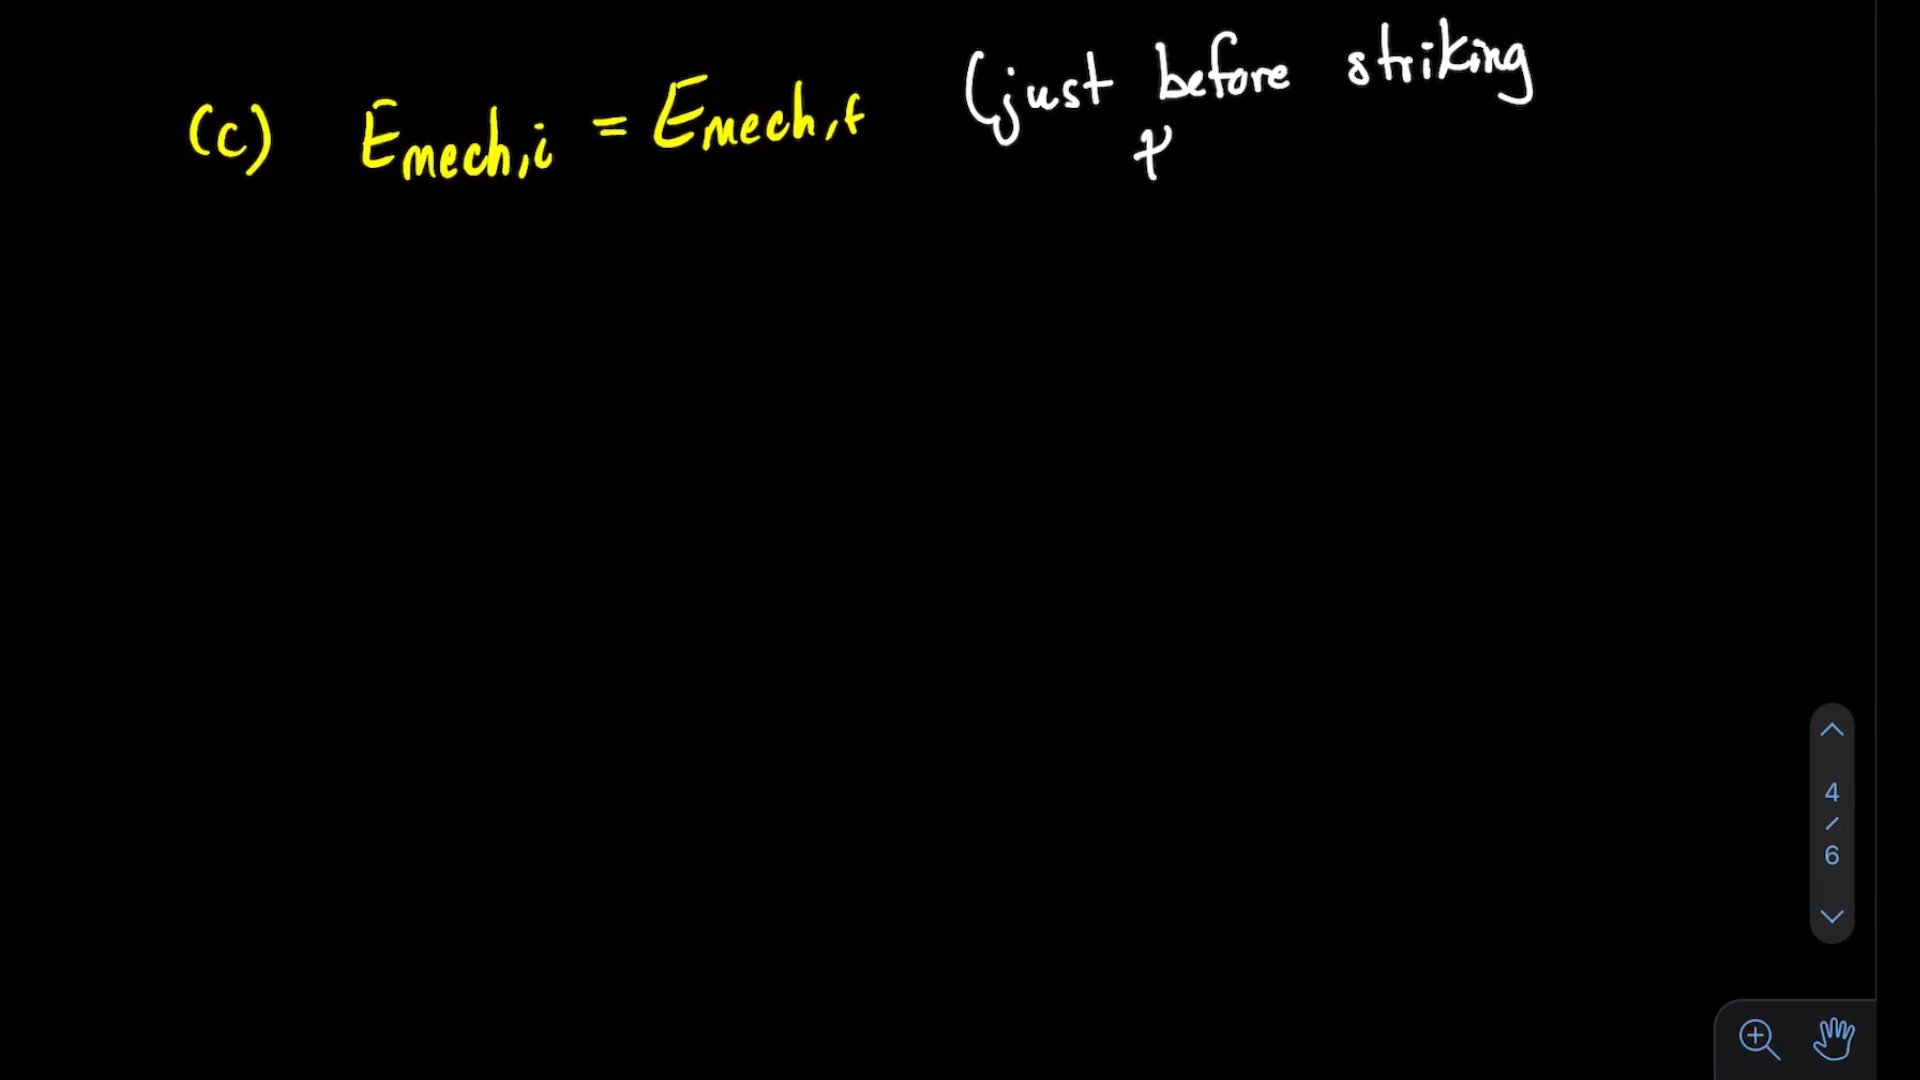 (c) Emech,i = Emech,f (just before striking
4
/
6